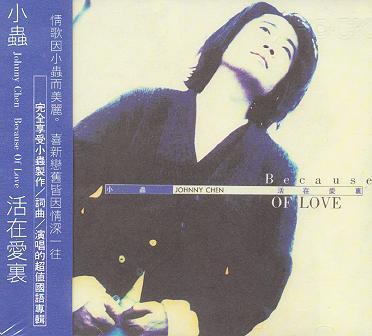 小蟲 Johnny Chen Because Of Love 活在愛裏
情歌因小蟲而美麗。喜新戀舊皆因情深一往
完全享受小蟲製作/詞曲/演唱的超值國語專輯
Because
小蟲 JOHNNY CHEN 活在愛裏
OF LOVE